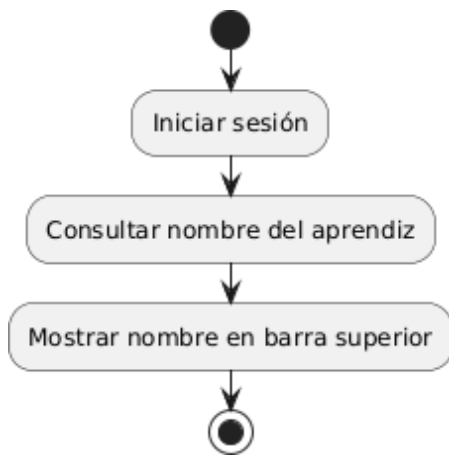 Iniciar sesión
Consultar nombre del aprendiz
Mostrar nombre en barra superior